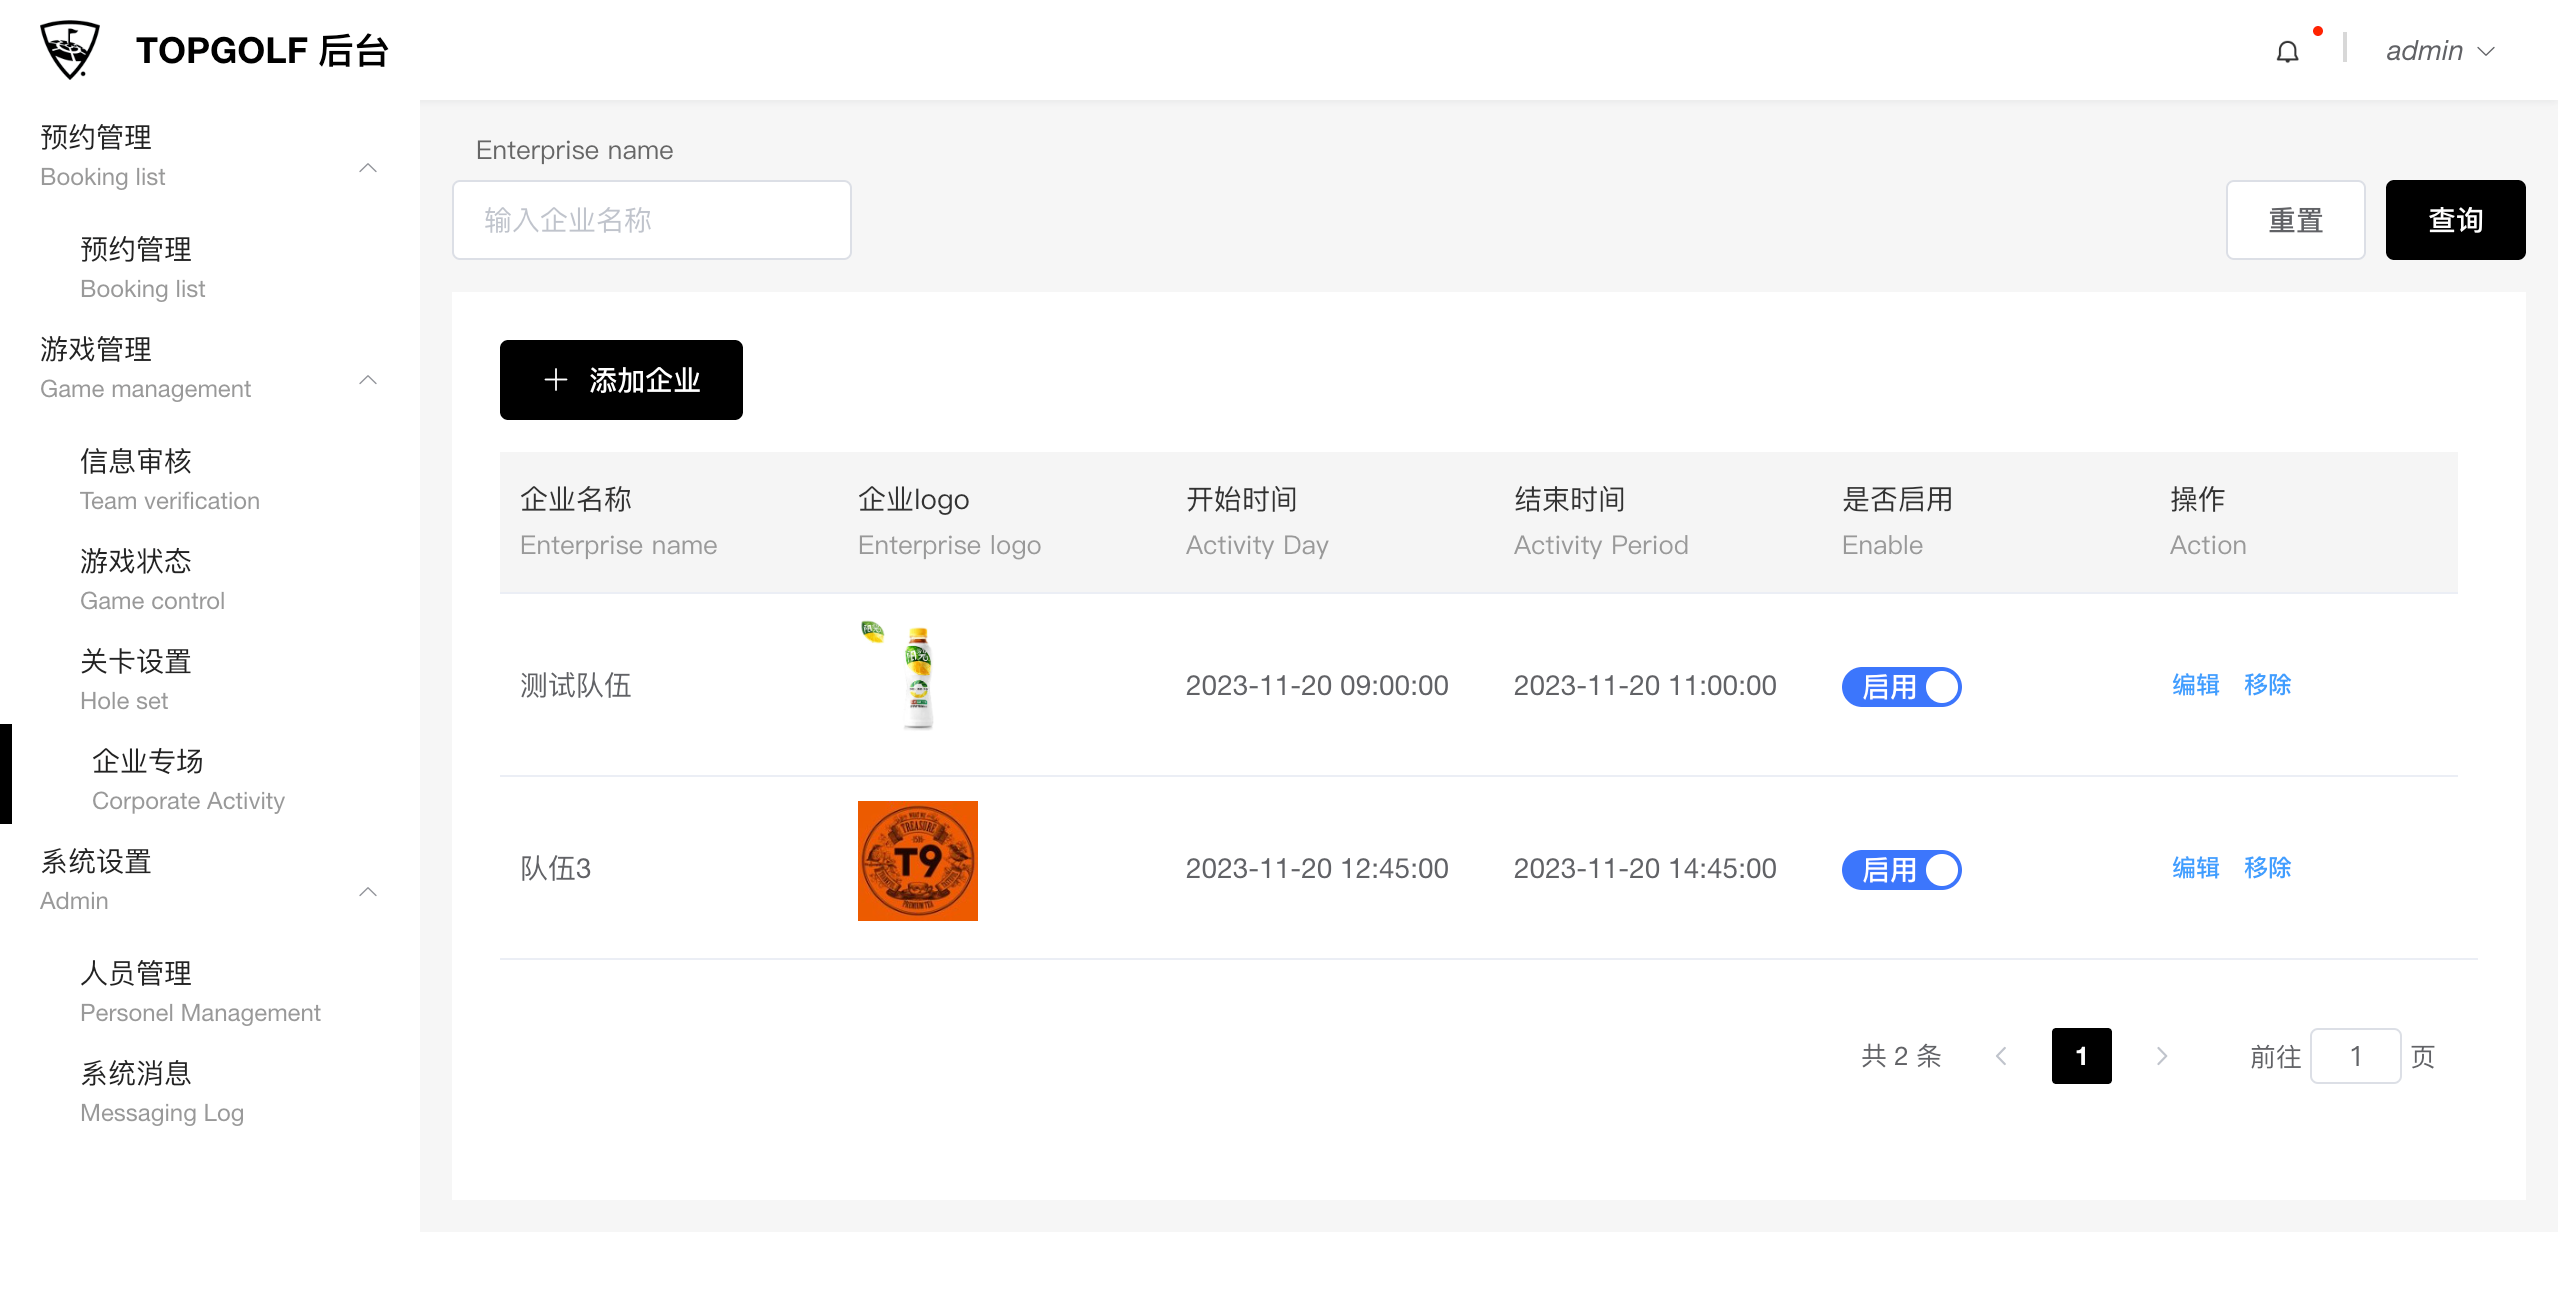 TOPGOLF 后台
admin
预约管理
Booking list
预约管理
Booking list
游戏管理
Game management
信息审核
Team verification
游戏状态
Game control
关卡设置
Hole set
企业专场
Corporate Activity
系统设置
Admin
人员管理
Personel Management
系统消息
Messaging Log
Enterprise name
输入企业名称
重置 查询
添加企业
企业名称 企业logo 开始时间 结束时间 是否启用 操作
Enterprise name Enterprise logo Activity Day Activity Period Enable Action
测试队伍 2023-11-20 09:00:00 2023-11-20 11:00:00 启用 编辑 移除
TREASURE
T9
PREMIUM TEA
队伍3 2023-11-20 12:45:00 2023-11-20 14:45:00 启用 编辑 移除
共 2 条 1 前往 1 页